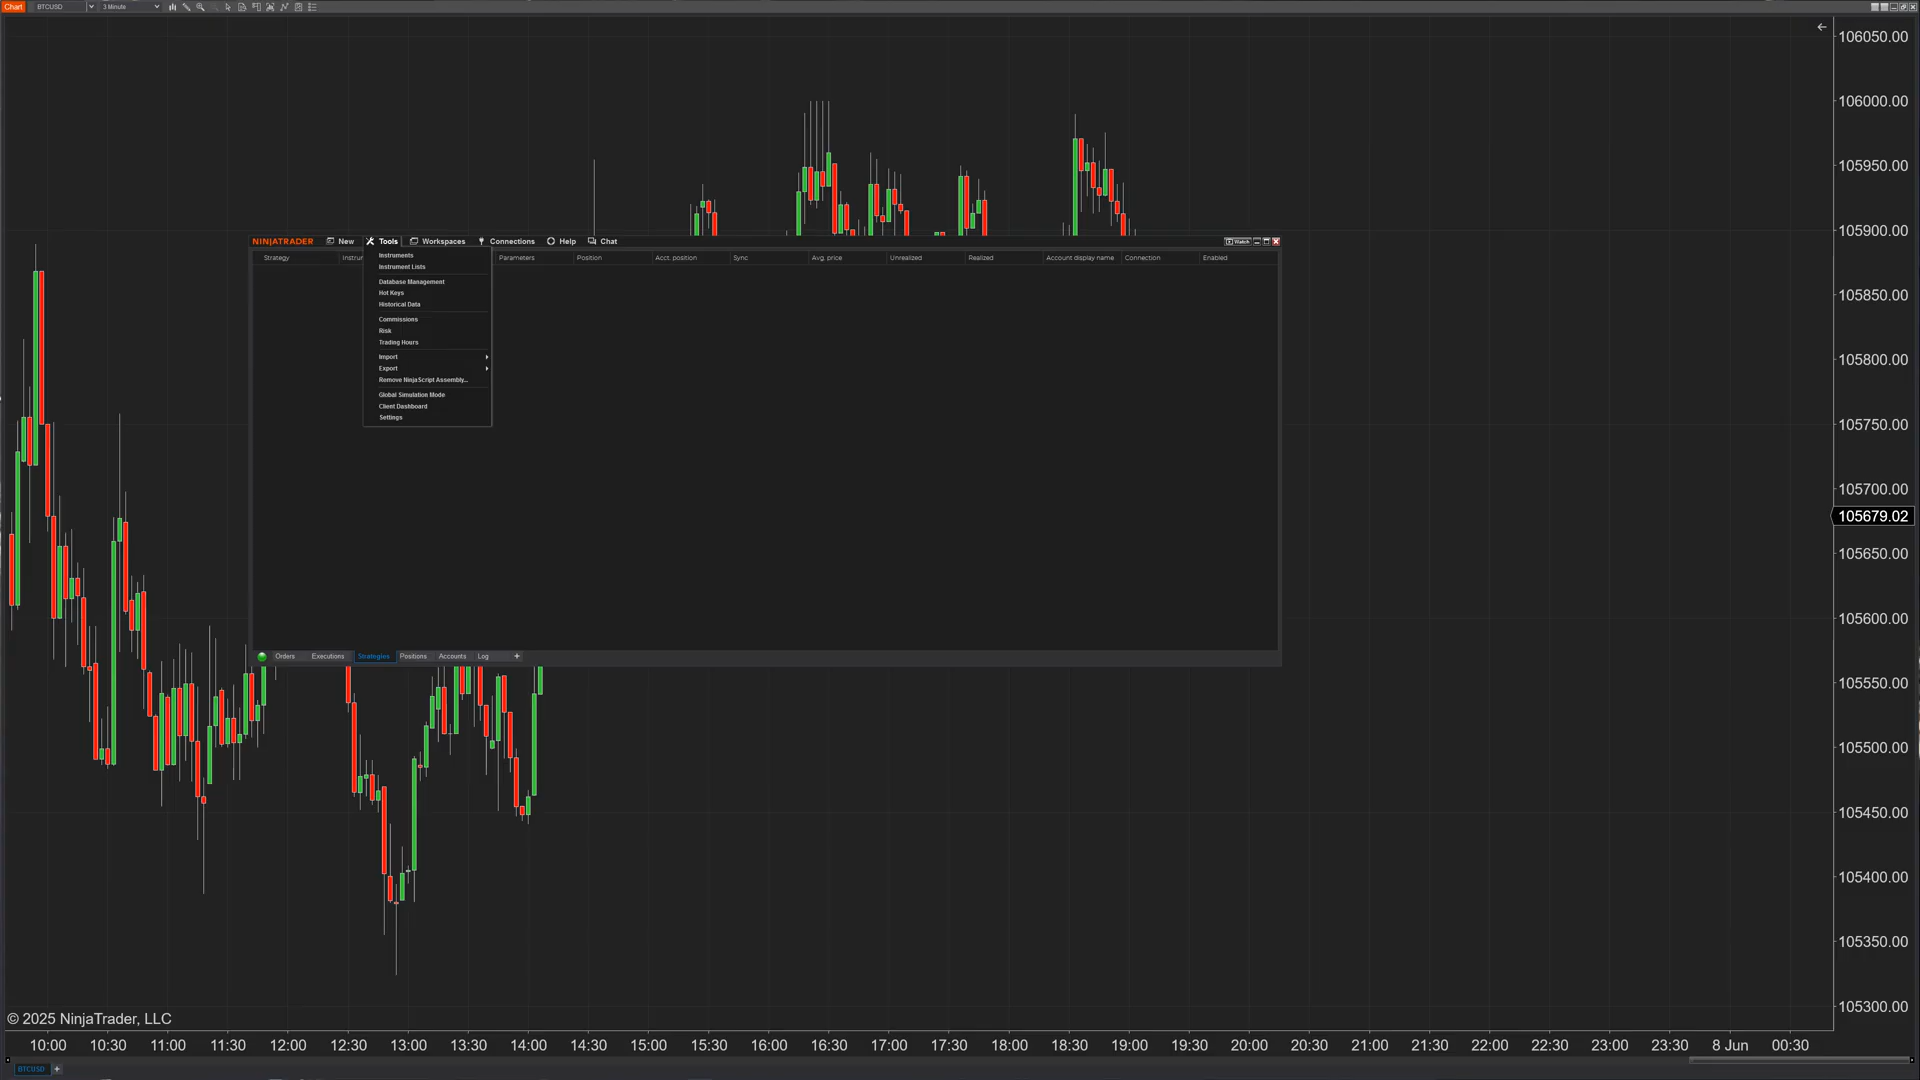 Chart BTCUSD 3 Minute
106050.00
106000.00
105950.00
105900.00
105850.00
105800.00
105750.00
105700.00
105679.02
105650.00
105600.00
105550.00
105500.00
105450.00
105400.00
105350.00
105300.00
NINJATRADER New Tools Workspaces Connections Help Chat Watch
Strategy Instrum Parameters Position Acct. position Sync Avg. price Unrealized Realized Account display name Connection Enabled
Instruments
Instrument Lists
Database Management
Hot Keys
Historical Data
Commissions
Risk
Trading Hours
Import
Export
Remove NinjaScript Assembly...
Global Simulation Mode
Client Dashboard
Settings
Orders Executions Strategies Positions Accounts Log +
© 2025 NinjaTrader, LLC
10:00 10:30 11:00 11:30 12:00 12:30 13:00 13:30 14:00 14:30 15:00 15:30 16:00 16:30 17:00 17:30 18:00 18:30 19:00 19:30 20:00 20:30 21:00 21:30 22:00 22:30 23:00 23:30 8 Jun 00:30
BTCUSD +